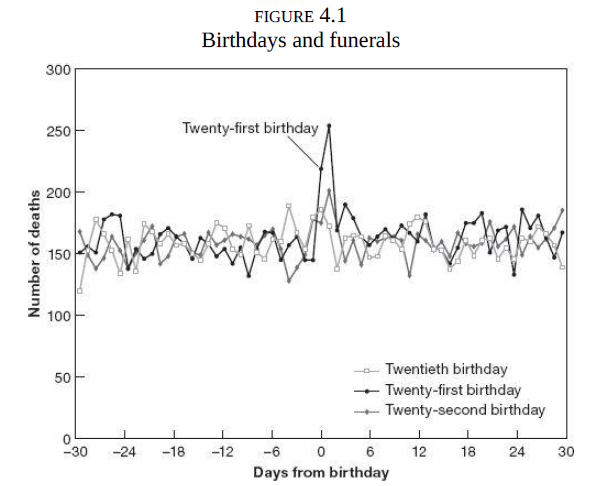 FIGURE 4.1
Birthdays and funerals
300
250
200
150
100
50
0
Number of deaths
Twenty-first birthday
Twentieth birthday
Twenty-first birthday
Twenty-second birthday
–30 –24 –18 –12 –6 0 6 12 18 24 30
Days from birthday